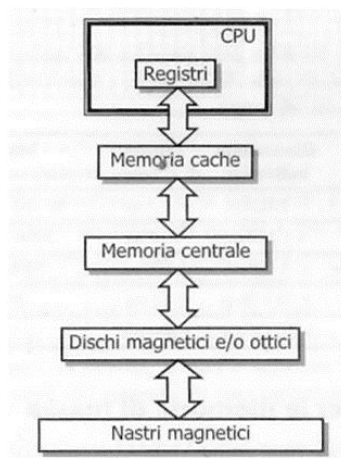 CPU
Registri
Memoria cache
Memoria centrale
Dischi magnetici e/o ottici
Nastri magnetici